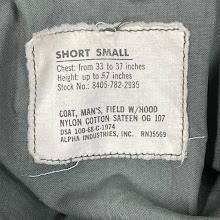 SHORT SMALL
Chest: from 33 to 37 inches
Height: up to 67 inches
Stock No.: 8405-782-2935
COAT, MAN'S, FIELD W/HOOD
NYLON COTTON SATEEN OG 107
DSA 100-68-C-1974
ALPHA INDUSTRIES, INC. RN35569